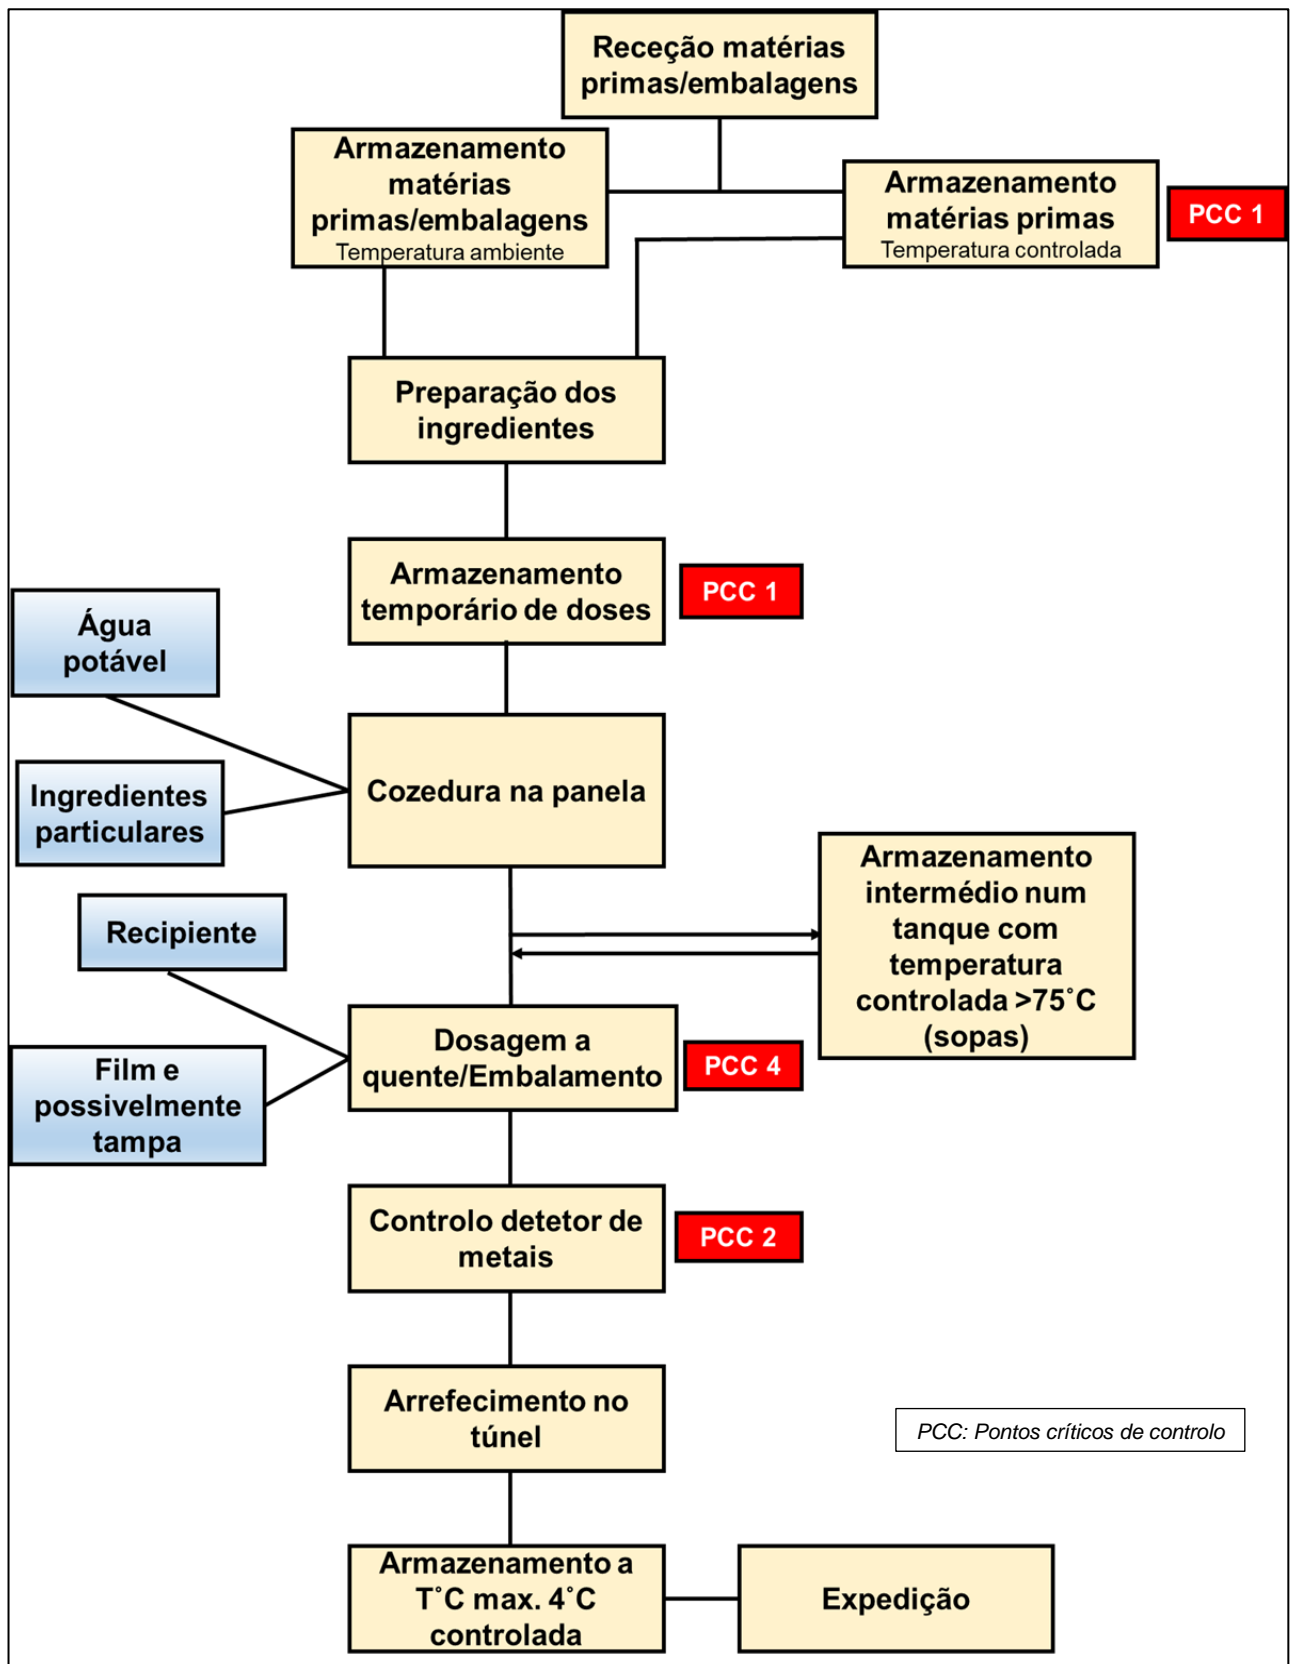 Receção matérias
primas/embalagens
Armazenamento
matérias
primas/embalagens
Temperatura ambiente
Armazenamento
matérias primas
Temperatura controlada
PCC 1
Preparação dos
ingredientes
Armazenamento
temporário de doses
PCC 1
Água
potável
Ingredientes
particulares
Cozedura na panela
Armazenamento
intermédio num
tanque com
temperatura
controlada >75˚C
(sopas)
Recipiente
Film e
possivelmente
tampa
Dosagem a
quente/Embalamento
PCC 4
Controlo detetor de
metais
PCC 2
Arrefecimento no
túnel
PCC: Pontos críticos de controlo
Armazenamento a
T˚C max. 4˚C
controlada
Expedição